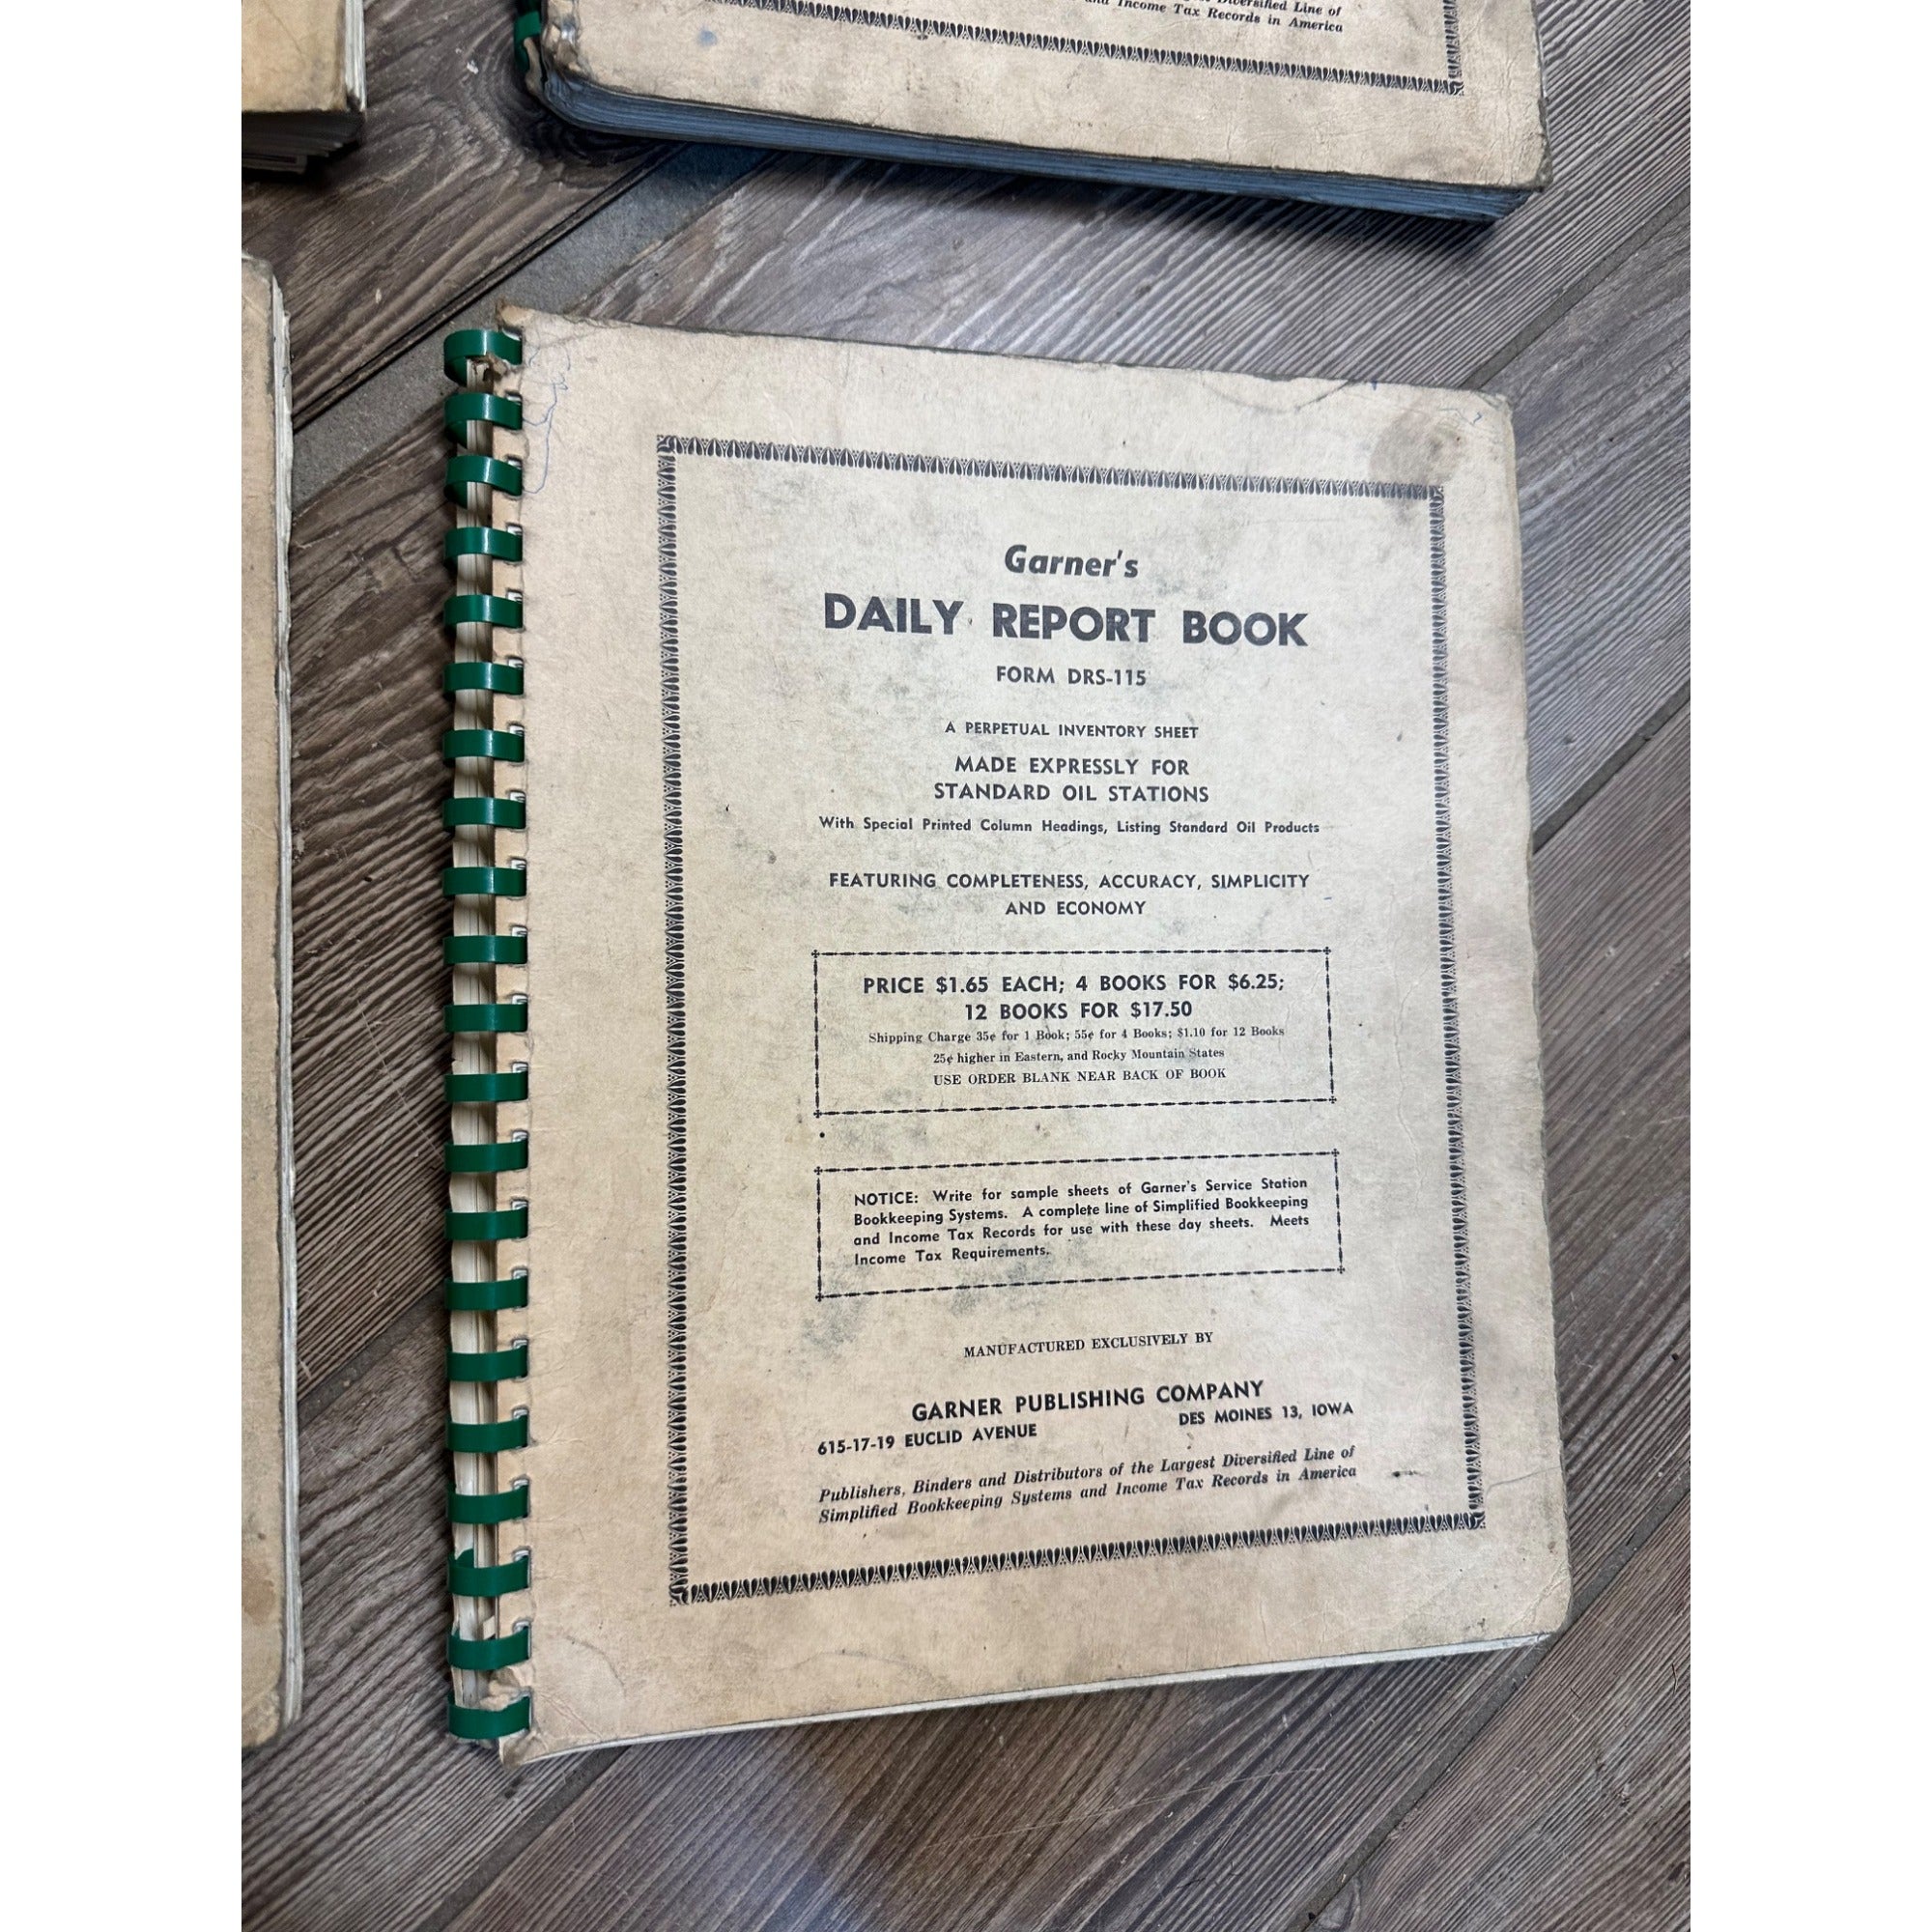 Diversified Line of
and Income Tax Records in America
Garner's
DAILY REPORT BOOK
FORM DRS-115
A PERPETUAL INVENTORY SHEET
MADE EXPRESSLY FOR
STANDARD OIL STATIONS
With Special Printed Column Headings, Listing Standard Oil Products
FEATURING COMPLETENESS, ACCURACY, SIMPLICITY
AND ECONOMY
PRICE $1.65 EACH; 4 BOOKS FOR $6.25;
12 BOOKS FOR $17.50
Shipping Charge 35¢ for 1 Book; 55¢ for 4 Books; $1.10 for 12 Books
25¢ higher in Eastern, and Rocky Mountain States
USE ORDER BLANK NEAR BACK OF BOOK
NOTICE: Write for sample sheets of Garner's Service Station
Bookkeeping Systems. A complete line of Simplified Bookkeeping
and Income Tax Records for use with these day sheets. Meets
Income Tax Requirements.
MANUFACTURED EXCLUSIVELY BY
GARNER PUBLISHING COMPANY
615-17-19 EUCLID AVENUE DES MOINES 13, IOWA
Publishers, Binders and Distributors of the Largest Diversified Line of
Simplified Bookkeeping Systems and Income Tax Records in America